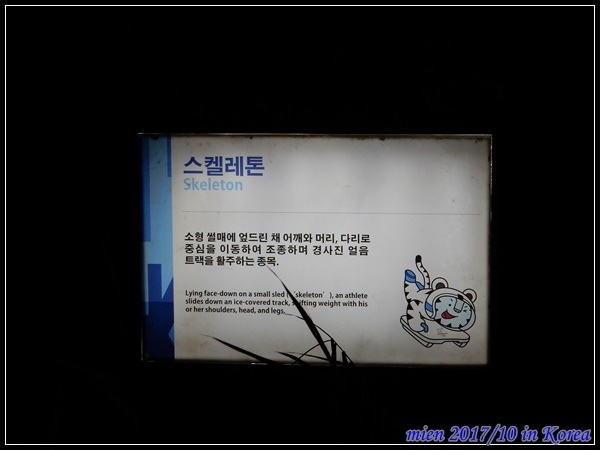 스켈레톤
Skeleton
소형 썰매에 엎드린 채 어깨와 머리, 다리로
중심을 이동하여 조종하며 경사진 얼음
트랙을 활주하는 종목.
Lying face-down on a small sled (‘skeleton’), an athlete
slides down an ice-covered track, shifting weight with his
or her shoulders, head, and legs.
mien 2017/10 in Korea